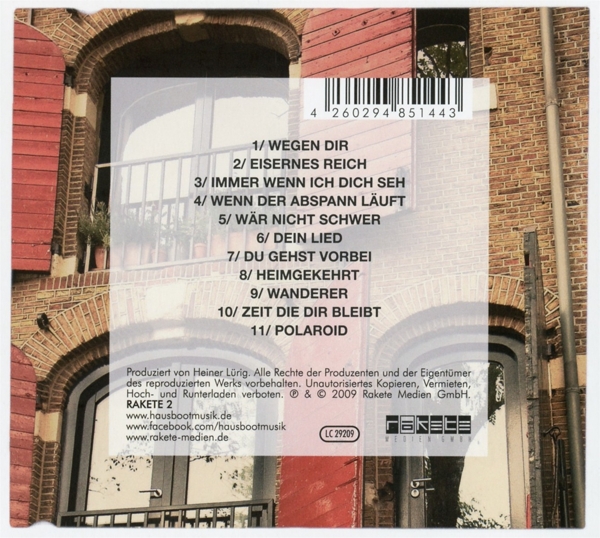 4 260294 851443
1/ WEGEN DIR
2/ EISERNES REICH
3/ IMMER WENN ICH DICH SEH
4/ WENN DER ABSPANN LÄUFT
5/ WÄR NICHT SCHWER
6/ DEIN LIED
7/ DU GEHST VORBEI
8/ HEIMGEKEHRT
9/ WANDERER
10/ ZEIT DIE DIR BLEIBT
11/ POLAROID
Produziert von Heiner Lürig. Alle Rechte der Produzenten und der Eigentümer
des reproduzierten Werks vorbehalten. Unautorisiertes Kopieren, Vermieten,
Hoch- und Runterladen verboten. ℗ & © 2009 Rakete Medien GmbH.
RAKETE 2
www.hausbootmusik.de
www.facebook.com/hausbootmusik
www.rakete-medien.de
LC 29209
RAKETE
MEDIEN GMBH